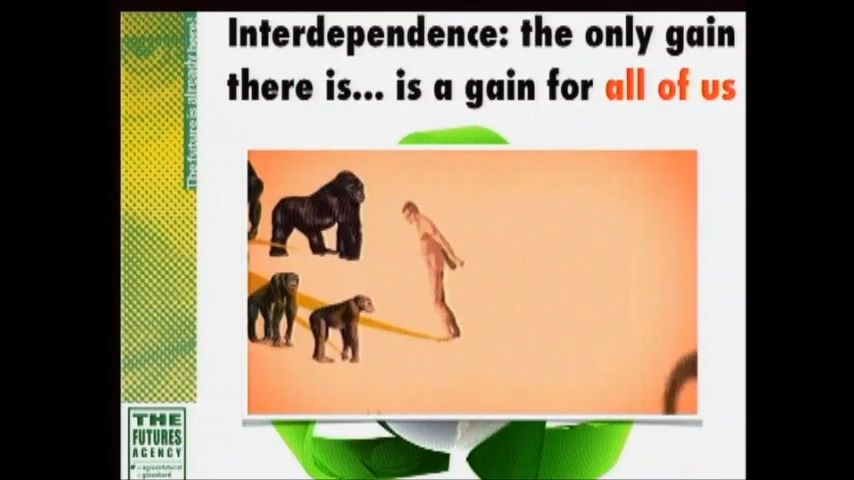 Interdependence: the only gain
there is... is a gain for all of us
The future is already here!
THE
FUTURES
AGENCY